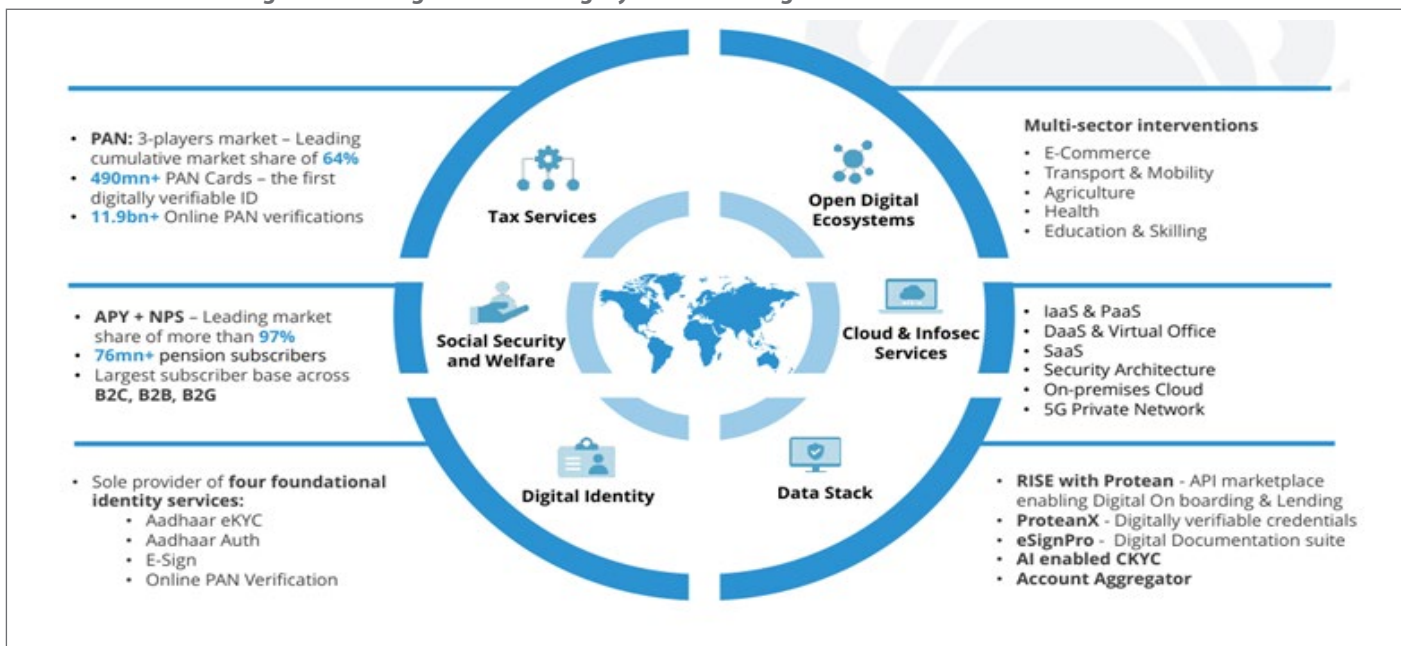 • PAN: 3-players market – Leading
cumulative market share of 64%
• 490mn+ PAN Cards – the first
digitally verifiable ID
• 11.9bn+ Online PAN verifications
• APY + NPS – Leading market
share of more than 97%
• 76mn+ pension subscribers
• Largest subscriber base across
B2C, B2B, B2G
• Sole provider of four foundational
identity services:
• Aadhaar eKYC
• Aadhaar Auth
• E-Sign
• Online PAN Verification
Tax Services
Social Security
and Welfare
Digital Identity
Open Digital
Ecosystems
Cloud & Infosec
Services
Data Stack
Multi-sector interventions
• E-Commerce
• Transport & Mobility
• Agriculture
• Health
• Education & Skilling
• IaaS & PaaS
• DaaS & Virtual Office
• SaaS
• Security Architecture
• On-premises Cloud
• 5G Private Network
• RISE with Protean - API marketplace
enabling Digital On boarding & Lending
• ProteanX - Digitally verifiable credentials
• eSignPro - Digital Documentation suite
• AI enabled CKYC
• Account Aggregator